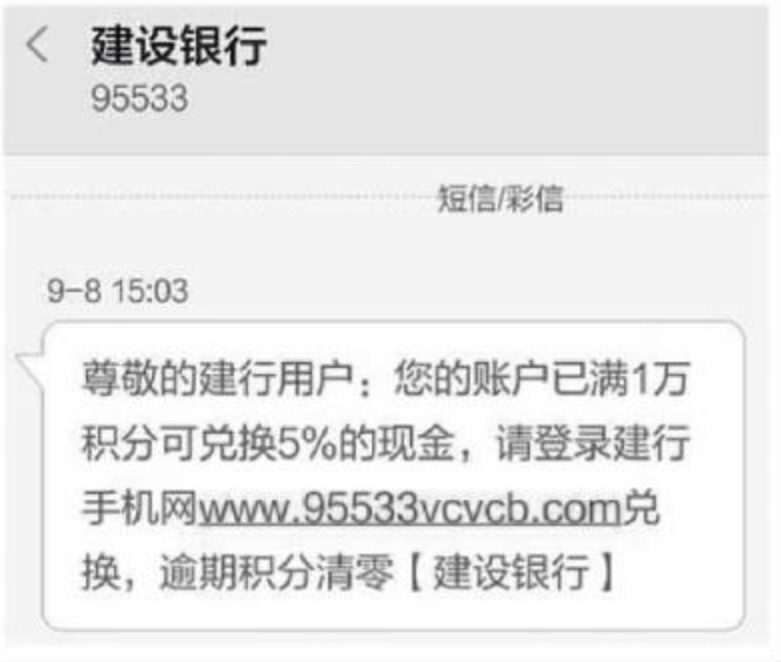 建设银行
95533
短信/彩信
9-8 15:03
尊敬的建行用户：您的账户已满1万
积分可兑换5%的现金，请登录建行
手机网www.95533vcvcb.com兑
换，逾期积分清零【建设银行】